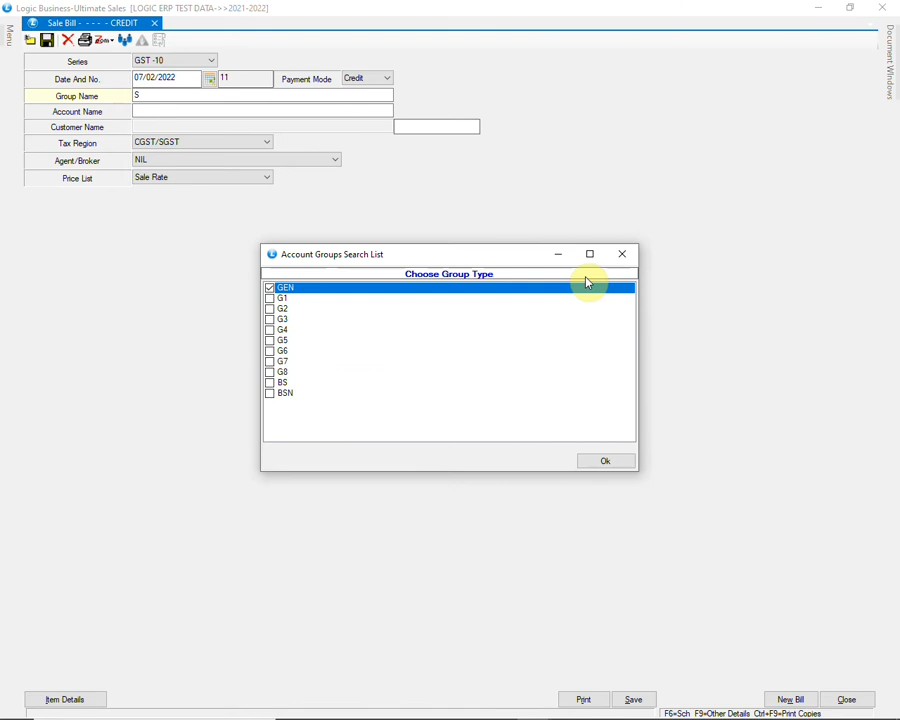 Logic Business-Ultimate Sales [LOGIC ERP TEST DATA->>2021-2022]
Sale Bill - - - - - CREDIT
Menu
Document Windows
Zom
Series GST -10
Date And No. 07/02/2022 11 Payment Mode Credit
Group Name S
Account Name
Customer Name
Tax Region CGST/SGST
Agent/Broker NIL
Price List Sale Rate
Account Groups Search List
Choose Group Type
GEN
G1
G2
G3
G4
G5
G6
G7
G8
BS
BSN
Ok
Item Details Print Save New Bill Close
F6=Sch F9=Other Details Ctrl+F9=Print Copies